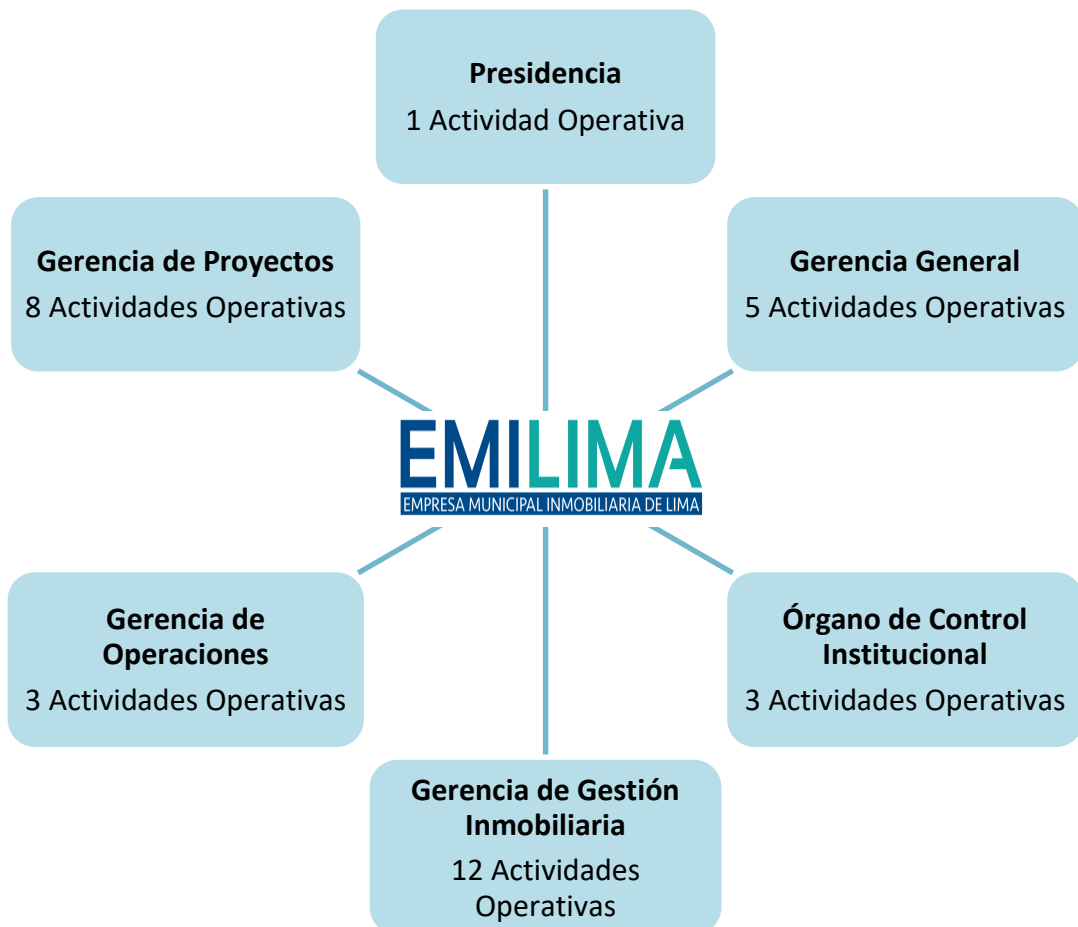 Presidencia
1 Actividad Operativa
Gerencia de Proyectos
8 Actividades Operativas
Gerencia General
5 Actividades Operativas
EMILIMA
EMPRESA MUNICIPAL INMOBILIARIA DE LIMA
Gerencia de
Operaciones
3 Actividades Operativas
Órgano de Control
Institucional
3 Actividades Operativas
Gerencia de Gestión
Inmobiliaria
12 Actividades
Operativas